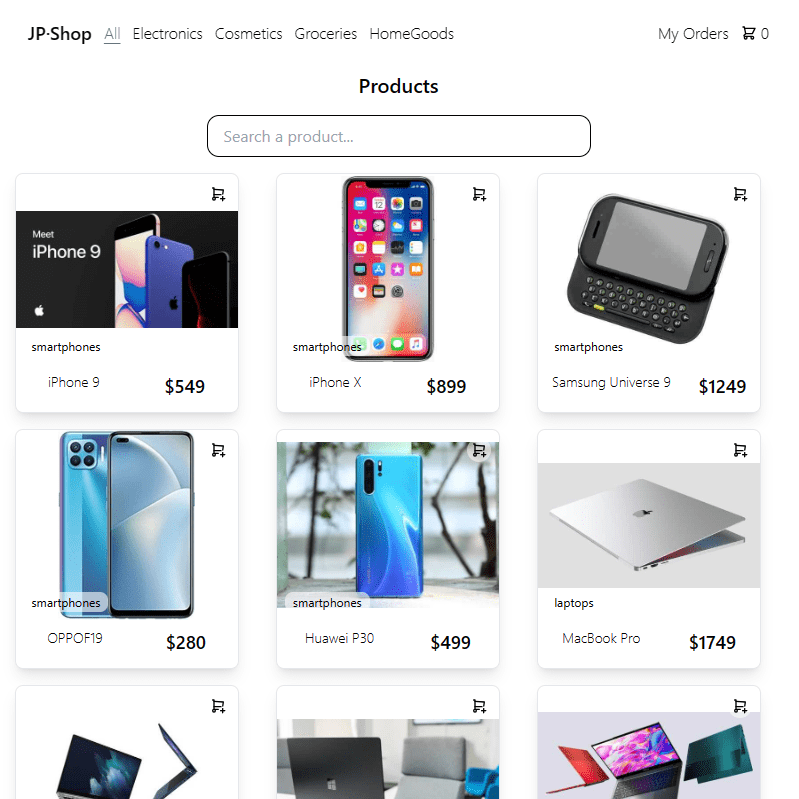 JP·Shop All Electronics Cosmetics Groceries HomeGoods My Orders 0
Products
Search a product...
Meet
iPhone 9
smartphones
iPhone 9 $549
smartphones
iPhone X $899
smartphones
Samsung Universe 9 $1249
smartphones
OPPOF19 $280
smartphones
Huawei P30 $499
laptops
MacBook Pro $1749